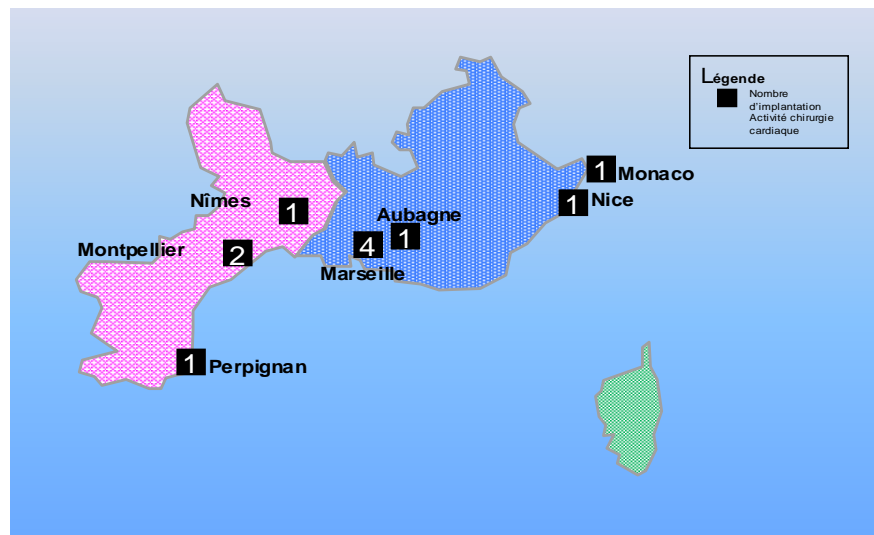 Légende
Nombre
d'implantation
Activité chirurgie
cardiaque
1 Monaco
1 Nice
Nîmes
1
Aubagne
1
Montpellier
2
4
Marseille
1 Perpignan